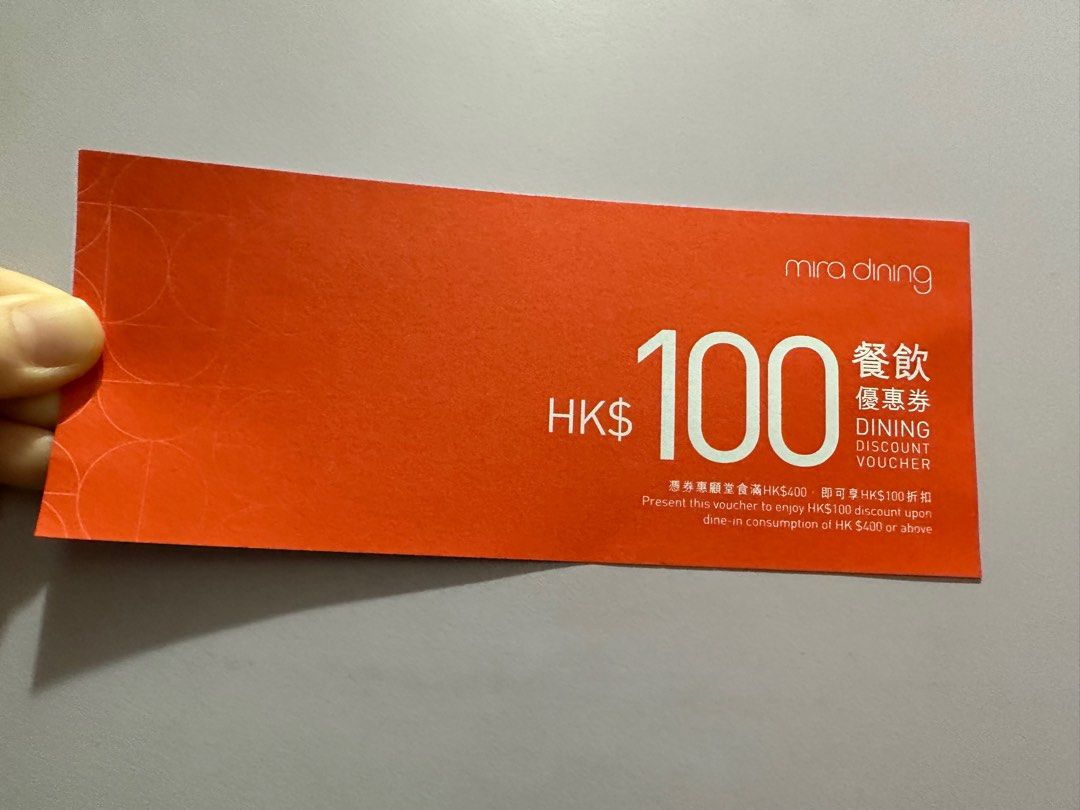 mira dining
HK$100
餐飲
優惠券
DINING
DISCOUNT
VOUCHER
憑券惠顧堂食滿HK$400，即可享HK$100折扣
Present this voucher to enjoy HK$100 discount upon
dine-in consumption of HK $400 or above